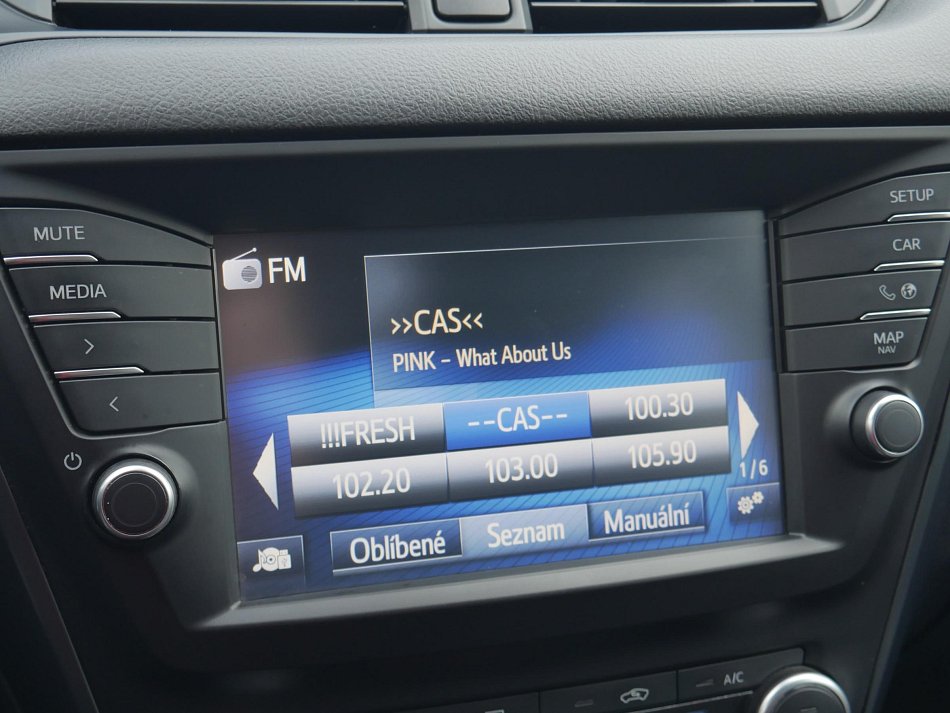 MUTE
MEDIA
SETUP
CAR
MAP
NAV
FM
>>CAS<<
PINK - What About Us
!!!FRESH
--CAS--
100.30
102.20
103.00
105.90
1/6
Oblíbené
Seznam
Manuální
A/C